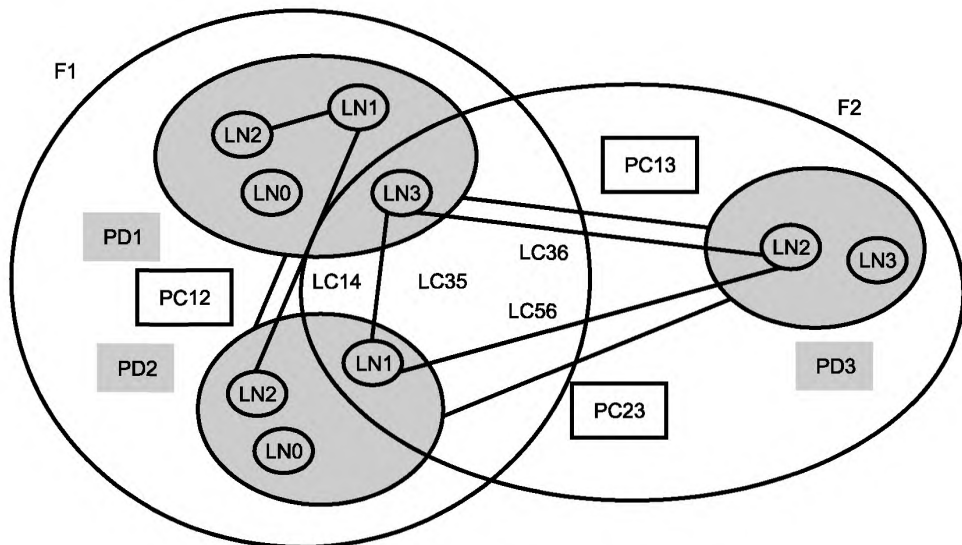 F1
F2
LN1
LN2
LN0
LN3
PC13
PD1
LN2
LN3
LC36
PC12
LC14
LC35
LC56
PD2
LN1
LN2
PD3
PC23
LN0